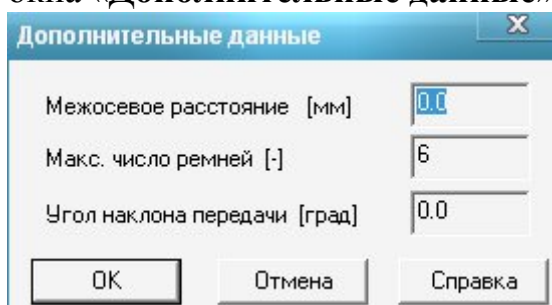 окна «Дополнительные данные»
Дополнительные данные X
Межосевое расстояние [мм] 0.0
Макс. число ремней [-] 6
Угол наклона передачи [град] 0.0
OK Отмена Справка